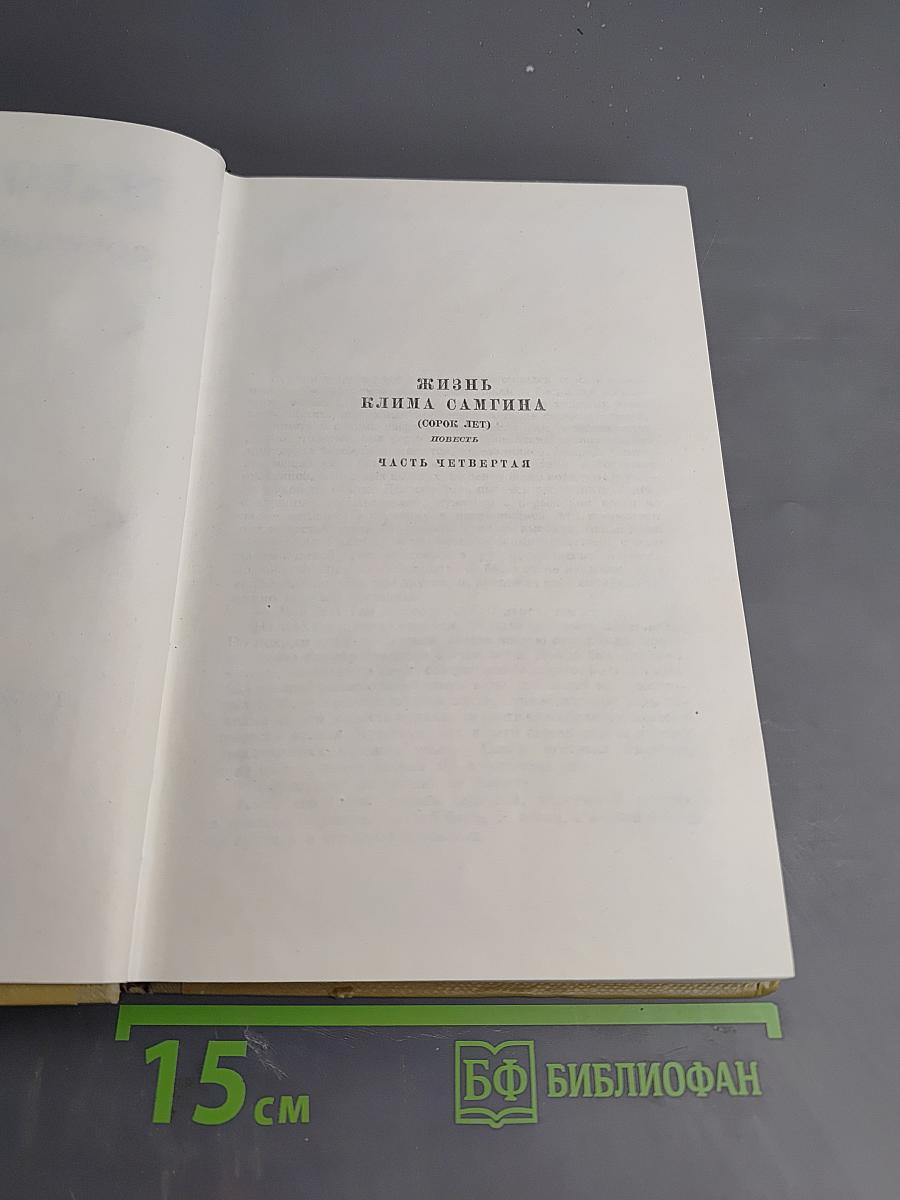 ЖИЗНЬ
КЛИМА САМГИНА
(СОРОК ЛЕТ)
ПОВЕСТЬ
ЧАСТЬ ЧЕТВЕРТАЯ
15 см
БФ БИБЛИОФАН